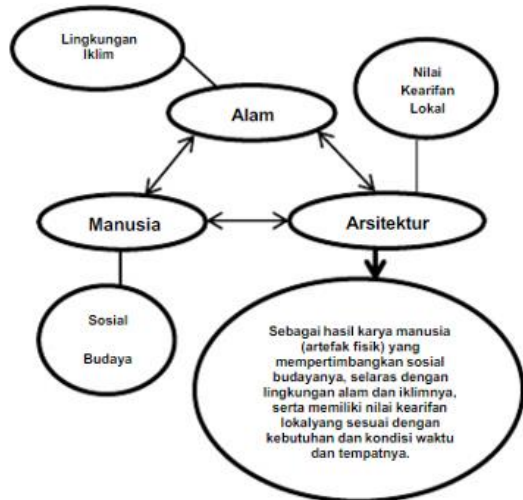 Lingkungan
Iklim
Nilai
Kearifan
Lokal
Alam
Manusia
Arsitektur
Sosial
Budaya
Sebagai hasil karya manusia
(artefak fisik) yang
mempertimbangkan sosial
budayanya, selaras dengan
lingkungan alam dan iklimnya,
serta memiliki nilai kearifan
lokalyang sesuai dengan
kebutuhan dan kondisi waktu
dan tempatnya.